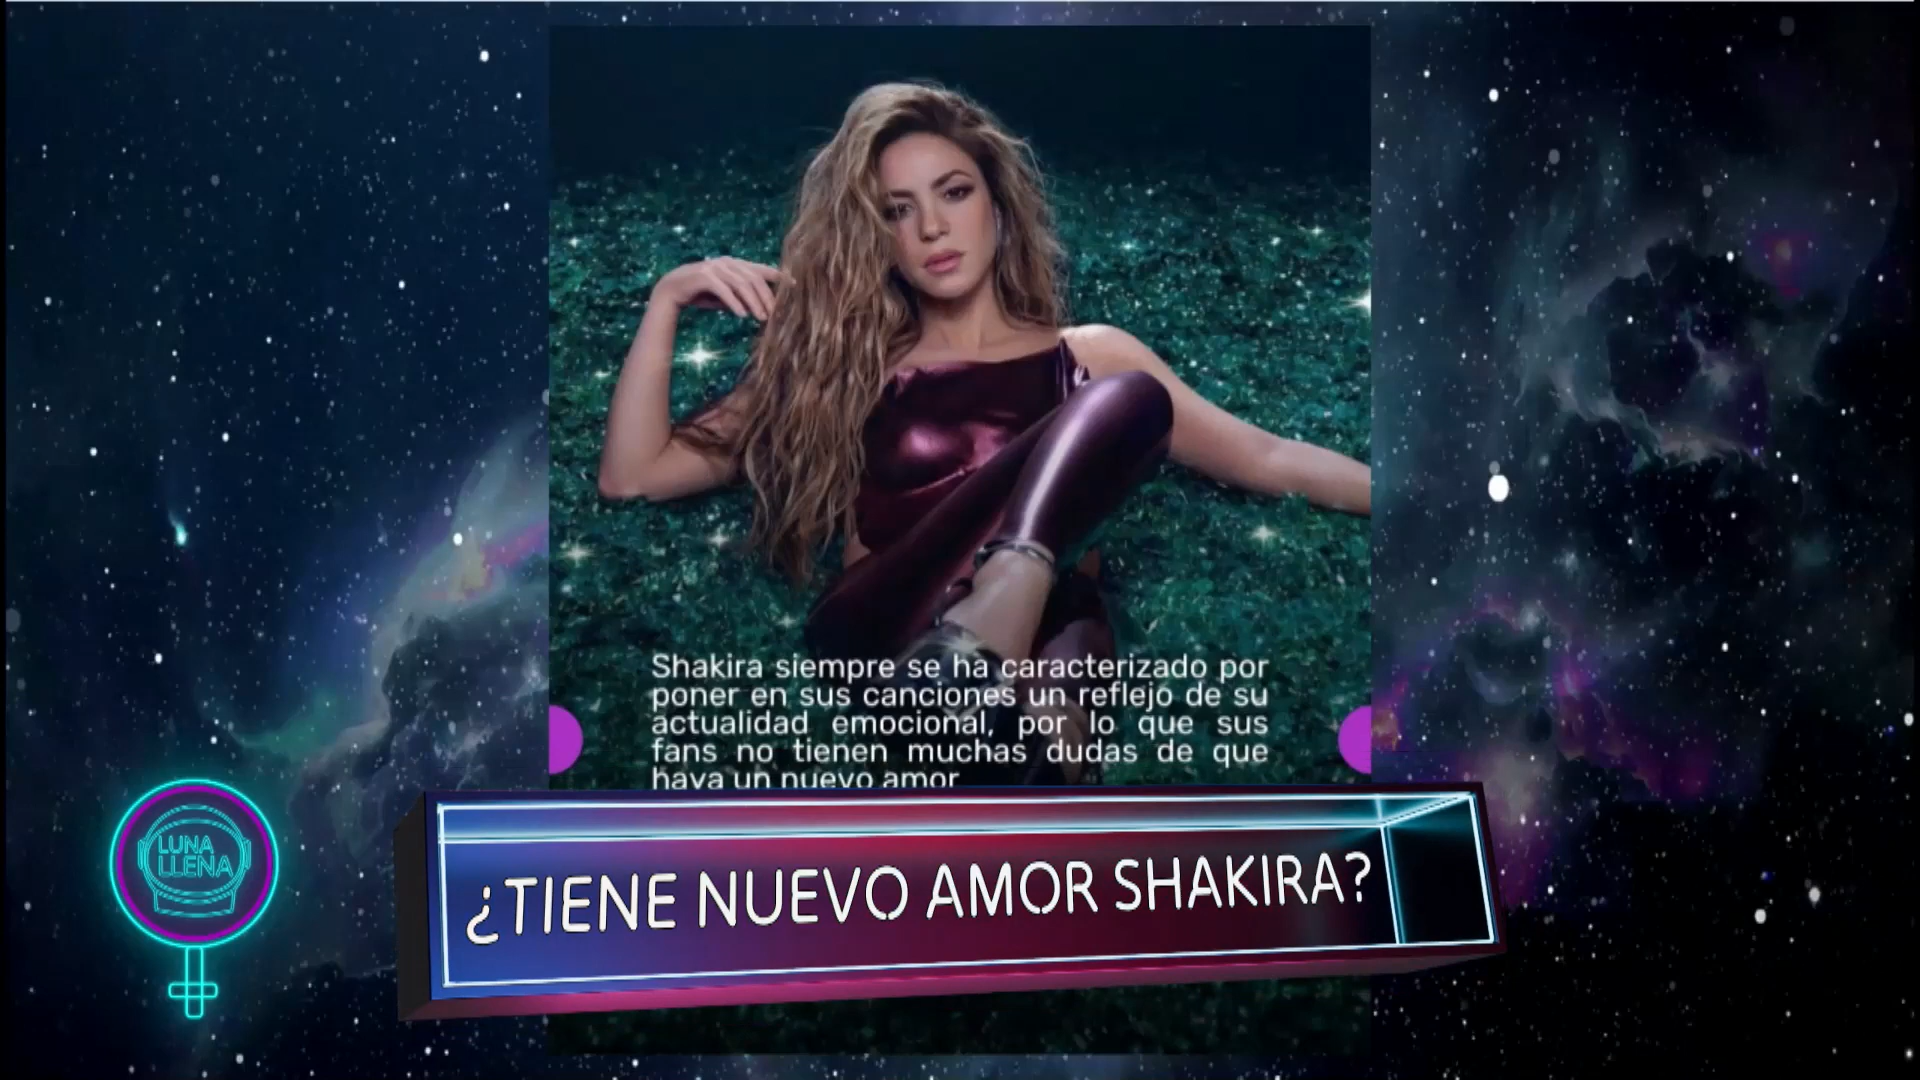 Shakira siempre se ha caracterizado por
poner en sus canciones un reflejo de su
actualidad emocional, por lo que sus
fans no tienen muchas dudas de que
haya un nuevo amor
LUNA
LLENA
¿TIENE NUEVO AMOR SHAKIRA?